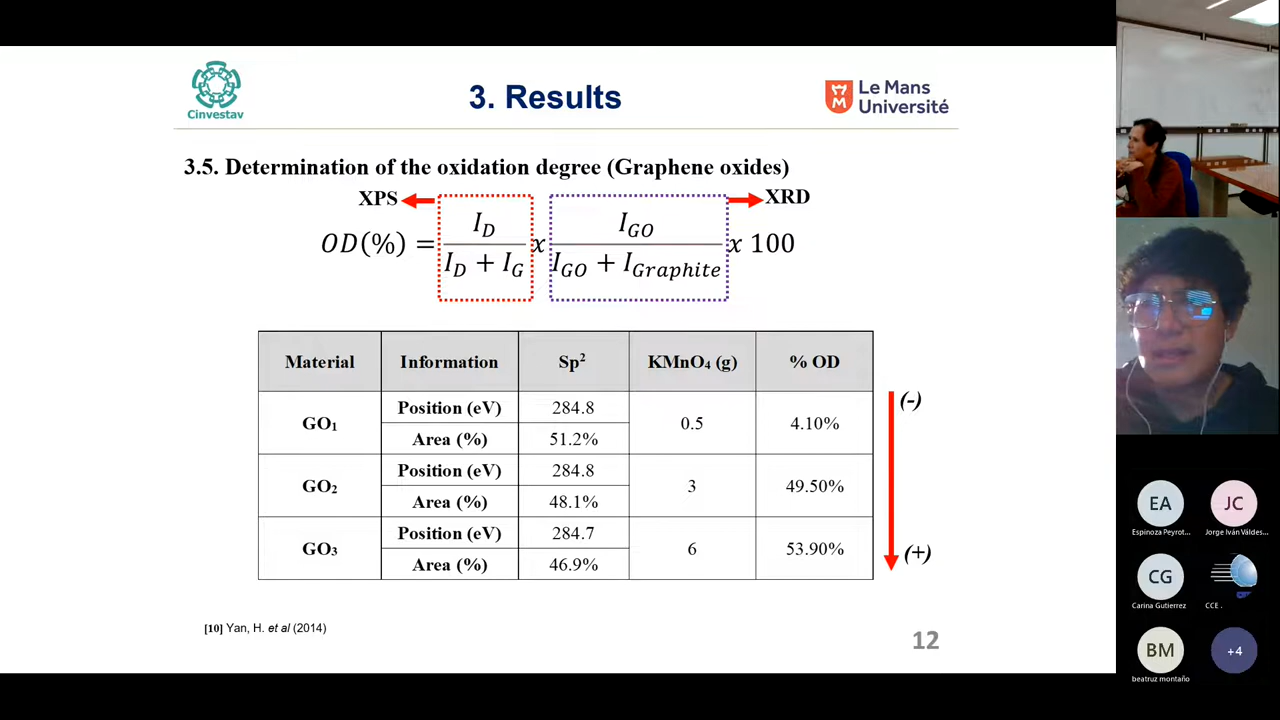 Cinvestav
3. Results
Le Mans
Université
3.5. Determination of the oxidation degree (Graphene oxides)
XPS
XRD
OD(%) = I_D / (I_D + I_G) x I_GO / (I_GO + I_Graphite) x 100
Material Information Sp² KMnO₄ (g) % OD
GO₁ Position (eV) 284.8 0.5 4.10%
Area (%) 51.2%
GO₂ Position (eV) 284.8 3 49.50%
Area (%) 48.1%
GO₃ Position (eV) 284.7 6 53.90%
Area (%) 46.9%
(-)
(+)
[10] Yan, H. et al (2014)
12
EA
Espinoza Peyrot...
JC
Jorge Iván Váldes...
CG
Carina Gutierrez
CCE .
BM
beatruz montaño
+4